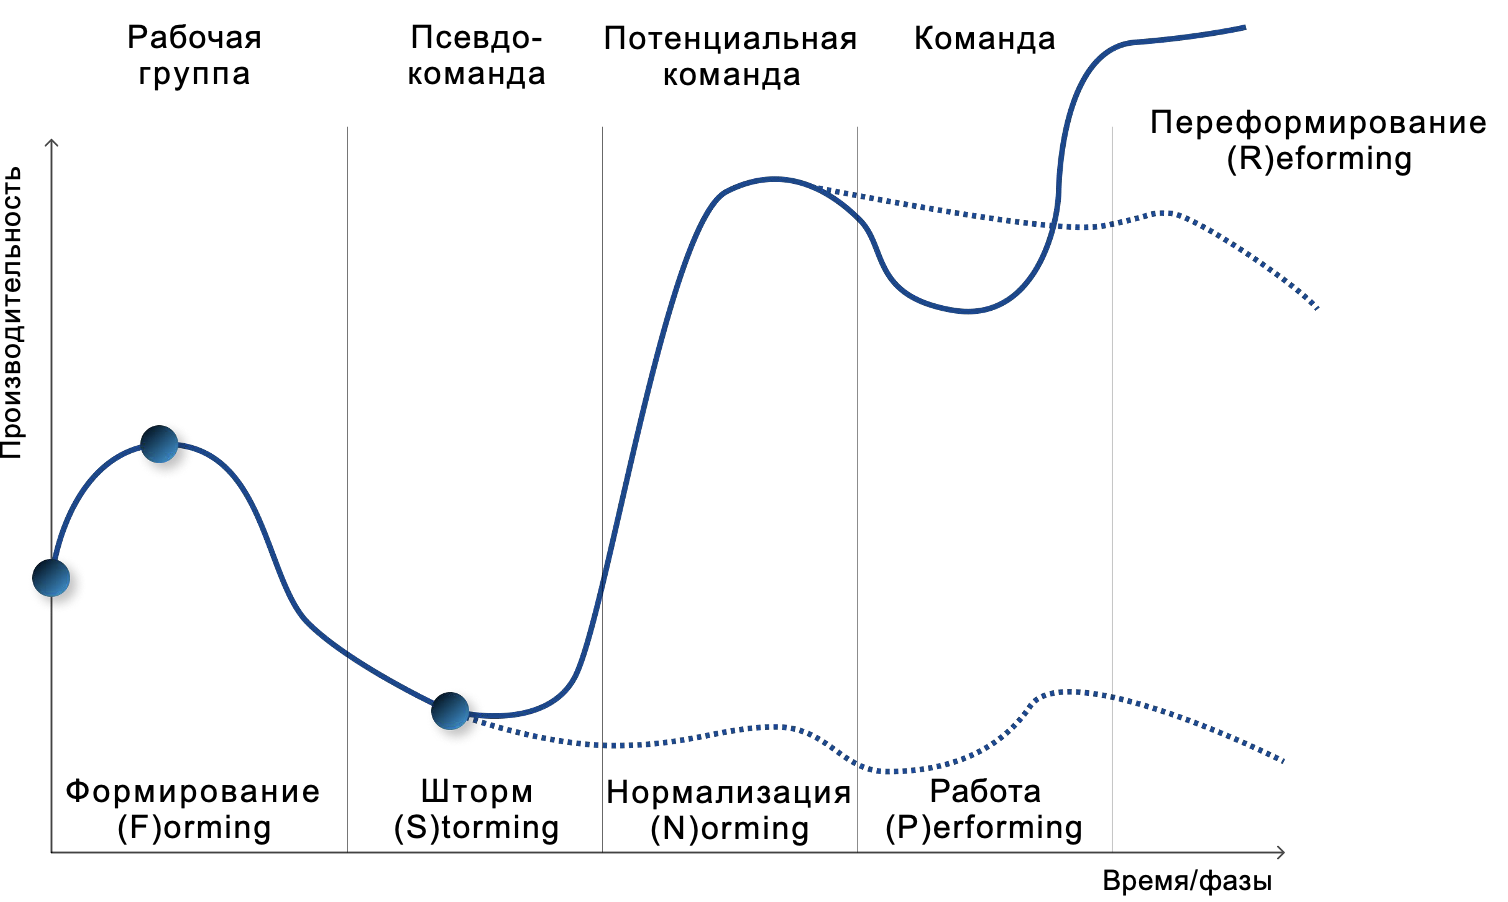 Рабочая
группа
Псевдо-
команда
Потенциальная
команда
Команда
Переформирование
(R)eforming
Производительность
Формирование
(F)orming
Шторм
(S)torming
Нормализация
(N)orming
Работа
(P)erforming
Время/фазы